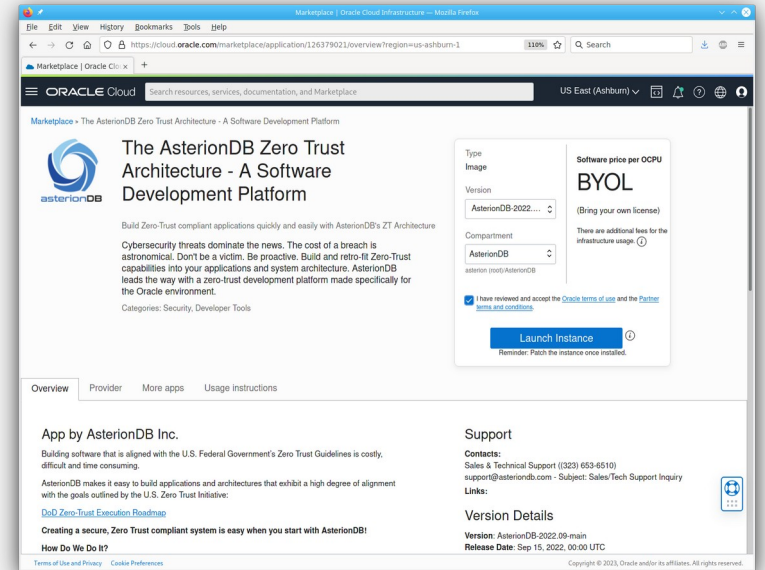 Marketplace | Oracle Cloud Infrastructure — Mozilla Firefox
File Edit View History Bookmarks Tools Help
https://cloud.oracle.com/marketplace/application/126379021/overview?region=us-ashburn-1
110%
Search
Marketplace | Oracle Clo
ORACLE Cloud
Search resources, services, documentation, and Marketplace
US East (Ashburn)
Marketplace » The AsterionDB Zero Trust Architecture - A Software Development Platform
asterionDB
The AsterionDB Zero Trust
Architecture - A Software
Development Platform
Build Zero-Trust compliant applications quickly and easily with AsterionDB's ZT Architecture
Cybersecurity threats dominate the news. The cost of a breach is
astronomical. Don't be a victim. Be proactive. Build and retro-fit Zero-Trust
capabilities into your applications and system architecture. AsterionDB
leads the way with a zero-trust development platform made specifically for
the Oracle environment.
Categories: Security, Developer Tools
Type
Image
Version
AsterionDB-2022....
Compartment
AsterionDB
asterion (root)/AsterionDB
Software price per OCPU
BYOL
(Bring your own license)
There are additional fees for the
infrastructure usage.
I have reviewed and accept the Oracle terms of use and the Partner
terms and conditions.
Launch Instance
Reminder: Patch the instance once installed.
Overview Provider More apps Usage instructions
App by AsterionDB Inc.
Building software that is aligned with the U.S. Federal Government's Zero Trust Guidelines is costly,
difficult and time consuming.
AsterionDB makes it easy to build applications and architectures that exhibit a high degree of alignment
with the goals outlined by the U.S. Zero Trust Initiative:
DoD Zero-Trust Execution Roadmap
Creating a secure, Zero Trust compliant system is easy when you start with AsterionDB!
How Do We Do It?
Support
Contacts:
Sales & Technical Support ((323) 653-6510)
support@asteriondb.com - Subject: Sales/Tech Support Inquiry
Links:
Version Details
Version: AsterionDB-2022.09-main
Release Date: Sep 15, 2022, 00:00 UTC
Terms of Use and Privacy Cookie Preferences
Copyright © 2023, Oracle and/or its affiliates. All rights reserved.